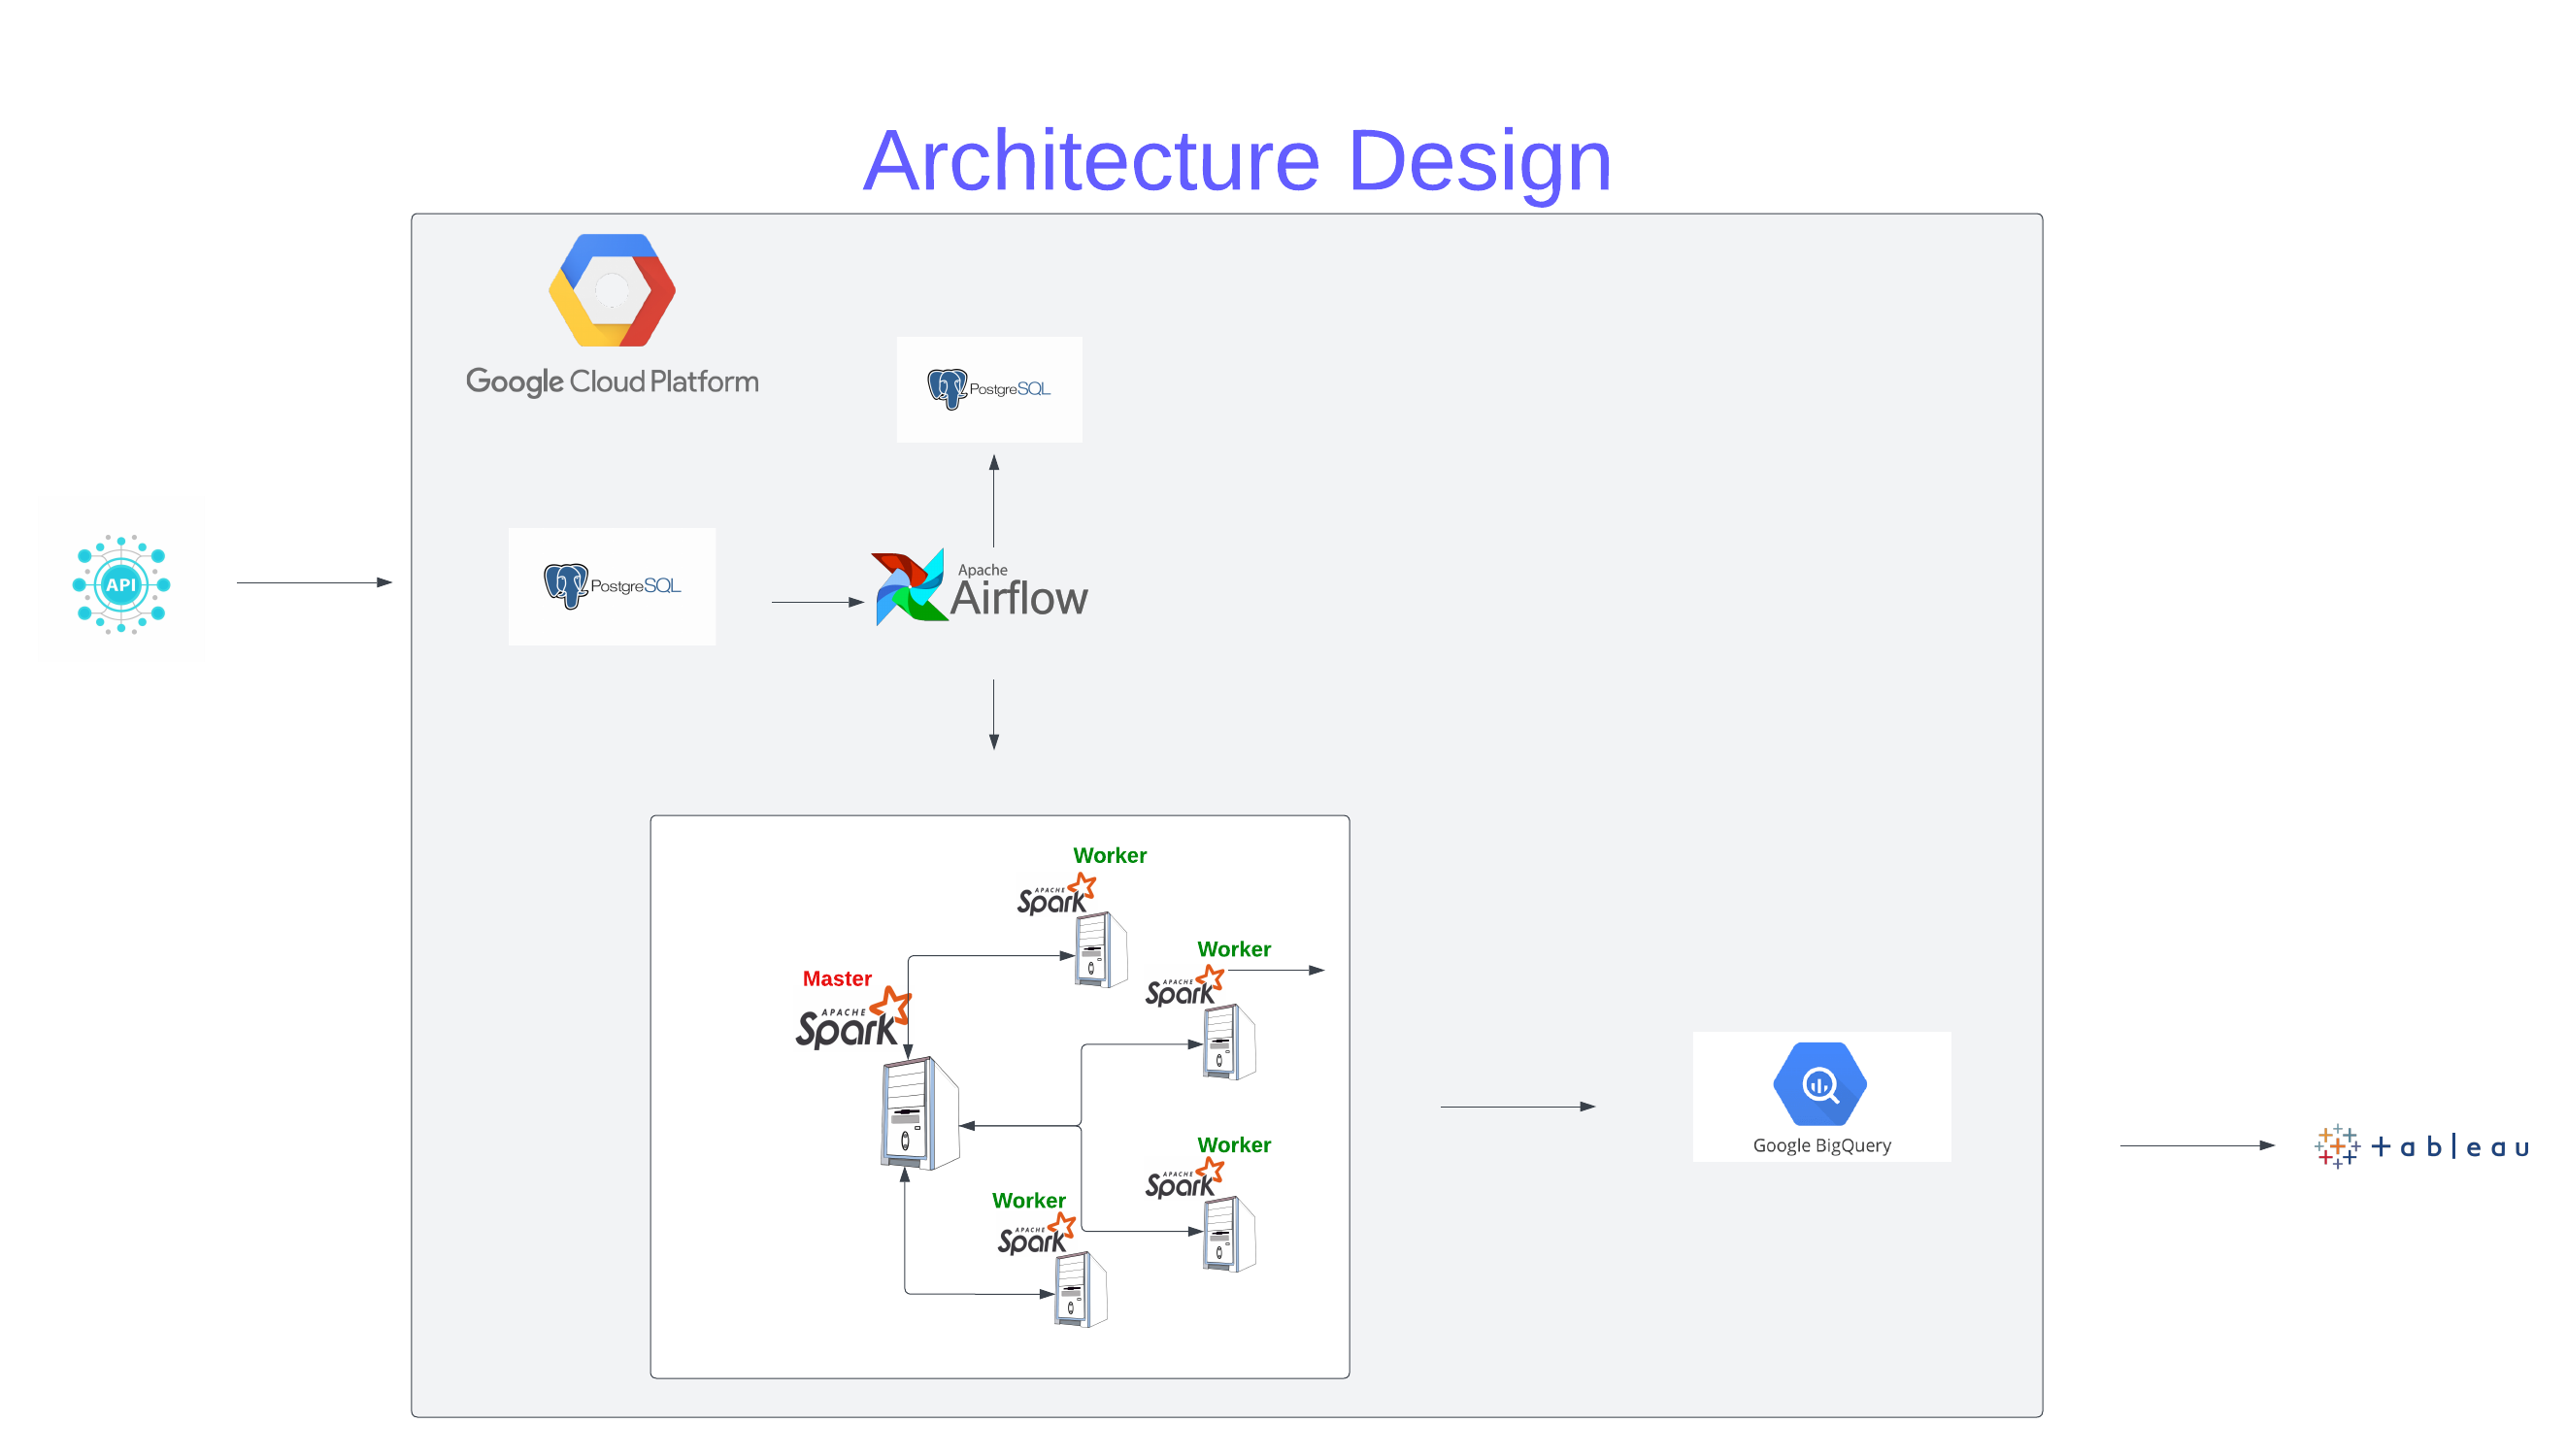 Architecture Design
Google Cloud Platform
PostgreSQL
API
PostgreSQL
Apache
Airflow
Worker
APACHE
Spark
Worker
APACHE
Spark
Master
APACHE
Spark
Worker
APACHE
Spark
Worker
APACHE
Spark
Google BigQuery
+ableau